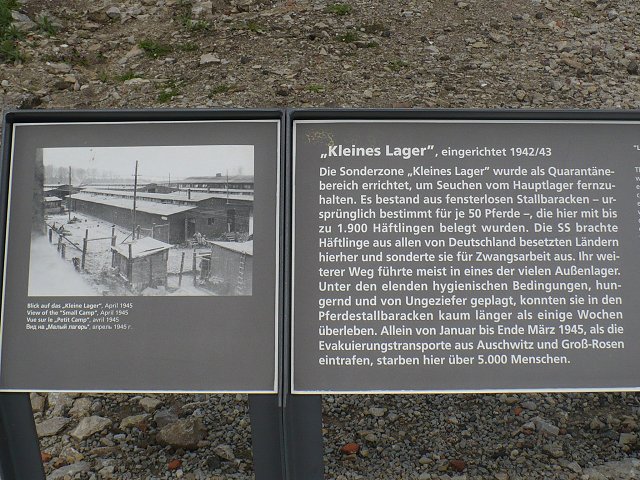 Blick auf das „Kleine Lager", April 1945
View of the "Small Camp", April 1945
Vue sur le „Petit Camp", avril 1945
Вид на „Малый лагерь", апрель 1945 г.
„Kleines Lager", eingerichtet 1942/43
Die Sonderzone „Kleines Lager" wurde als Quarantäne-
bereich errichtet, um Seuchen vom Hauptlager fernzu-
halten. Es bestand aus fensterlosen Stallbaracken – ur-
sprünglich bestimmt für je 50 Pferde –, die hier mit bis
zu 1.900 Häftlingen belegt wurden. Die SS brachte
Häftlinge aus allen von Deutschland besetzten Ländern
hierher und sonderte sie für Zwangsarbeit aus. Ihr wei-
terer Weg führte meist in eines der vielen Außenlager.
Unter den elenden hygienischen Bedingungen, hun-
gernd und von Ungeziefer geplagt, konnten sie in den
Pferdestallbaracken kaum länger als einige Wochen
überleben. Allein von Januar bis Ende März 1945, als die
Evakuierungstransporte aus Auschwitz und Groß-Rosen
eintrafen, starben hier über 5.000 Menschen.